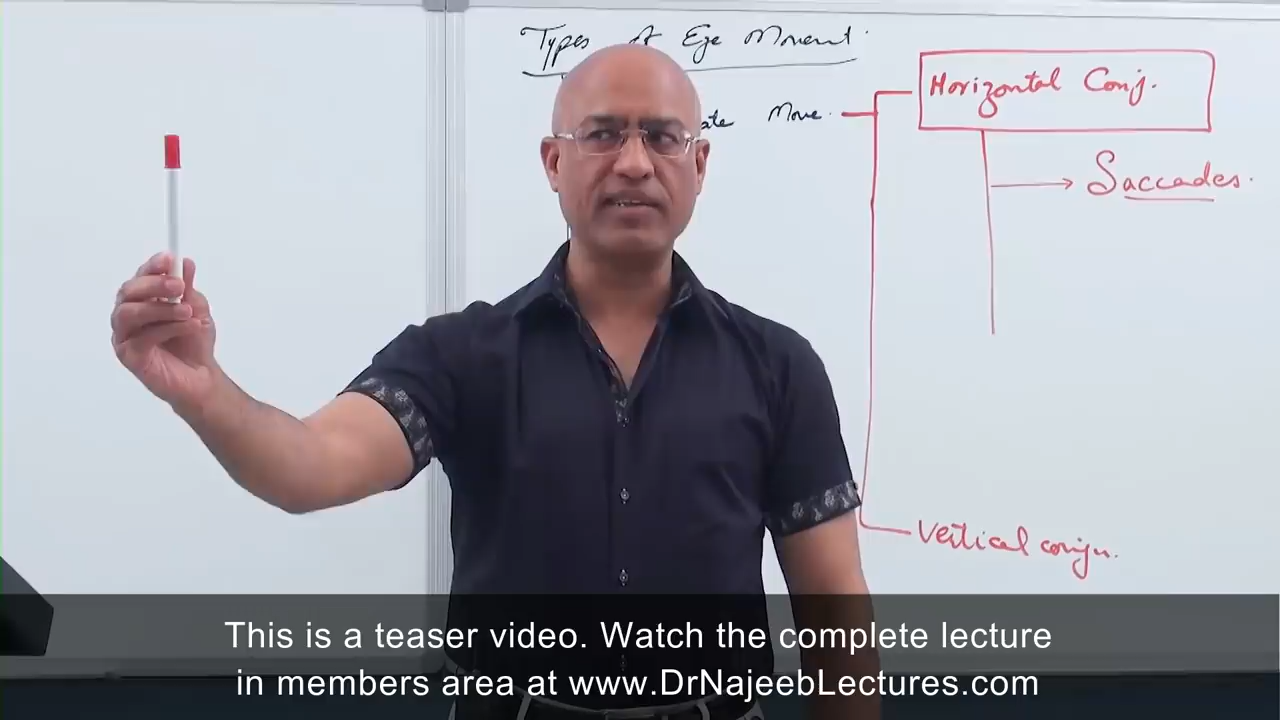 Types of Eye Movement
Move.
Horizontal Conj.
Saccades.
Vertical conju.
This is a teaser video. Watch the complete lecture
in members area at www.DrNajeebLectures.com